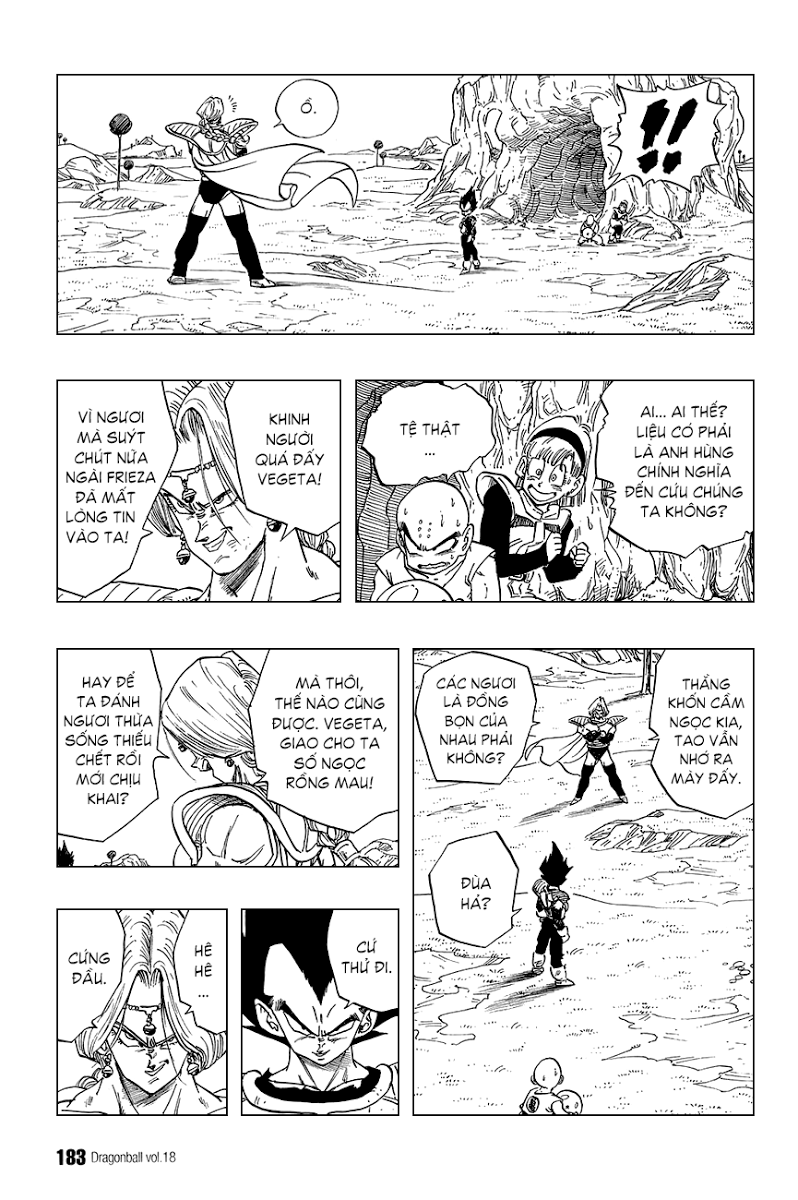 Ồ.
!!
AI... AI THẾ?
LIỆU CÓ PHẢI
LÀ ANH HÙNG
CHÍNH NGHĨA
ĐẾN CỨU CHÚNG
TA KHÔNG?
TỆ THẬT
...
KHINH
NGƯỜI
QUÁ ĐẤY
VEGETA!
VÌ NGƯƠI
MÀ SUÝT
CHÚT NỮA
NGÀI FRIEZA
ĐÃ MẤT
LÒNG TIN
VÀO TA!
THẰNG
KHỐN CẦM
NGỌC KIA,
TAO VẪN
NHỚ RA
MÀY ĐẤY.
CÁC NGƯƠI
LÀ ĐỒNG
BỌN CỦA
NHAU PHẢI
KHÔNG?
ĐÙA
HẢ?
MÀ THÔI,
THẾ NÀO CŨNG
ĐƯỢC. VEGETA,
GIAO CHO TA
SỐ NGỌC
RỒNG MAU!
HAY ĐỂ
TA ĐÁNH
NGƯƠI THỪA
SỐNG THIẾU
CHẾT RỒI
MỚI CHỊU
KHAI?
CỨ
THỬ ĐI.
HÊ
HÊ
...
CỨNG
ĐẦU.
183 Dragonball vol.18